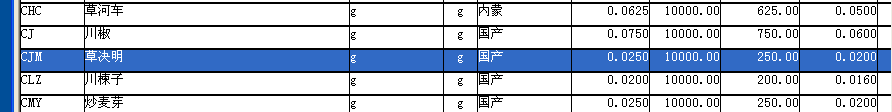 CHC 草河车 g g 内蒙 0.0625 10000.00 625.00 0.0500
CJ 川椒 g g 国产 0.0750 10000.00 750.00 0.0600
CJM 草决明 g g 国产 0.0250 10000.00 250.00 0.0200
CLZ 川楝子 g g 国产 0.0200 10000.00 200.00 0.0160
CMY 炒麦芽 g g 国产 0.0250 10000.00 250.00 0.0200